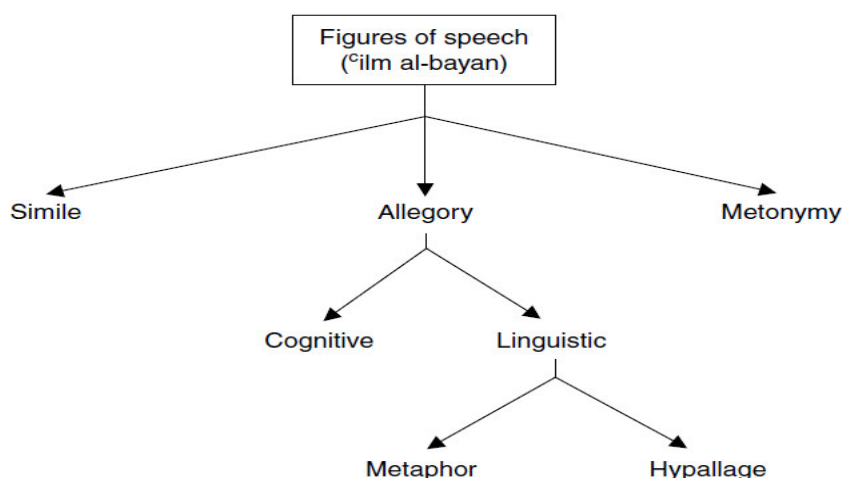 Figures of speech
(ᶜilm al-bayan)
Simile
Allegory
Metonymy
Cognitive
Linguistic
Metaphor
Hypallage